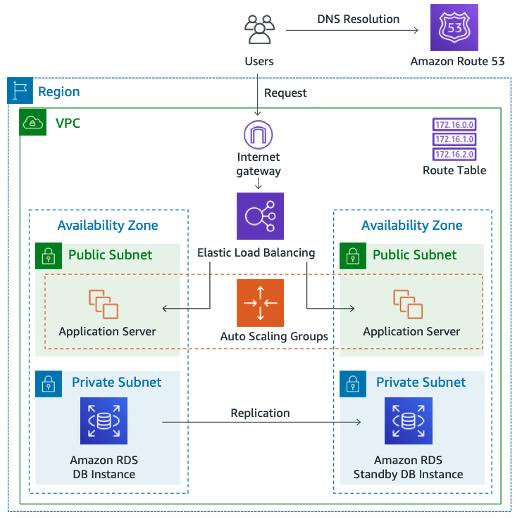 DNS Resolution
53
Users
Amazon Route 53
Region
Request
VPC
172.16.0.0
172.16.1.0
172.16.2.0
Internet
gateway
Route Table
Availability Zone
Availability Zone
Public Subnet
Elastic Load Balancing
Public Subnet
Application Server
Auto Scaling Groups
Application Server
Private Subnet
Private Subnet
Replication
Amazon RDS
DB Instance
Amazon RDS
Standby DB Instance